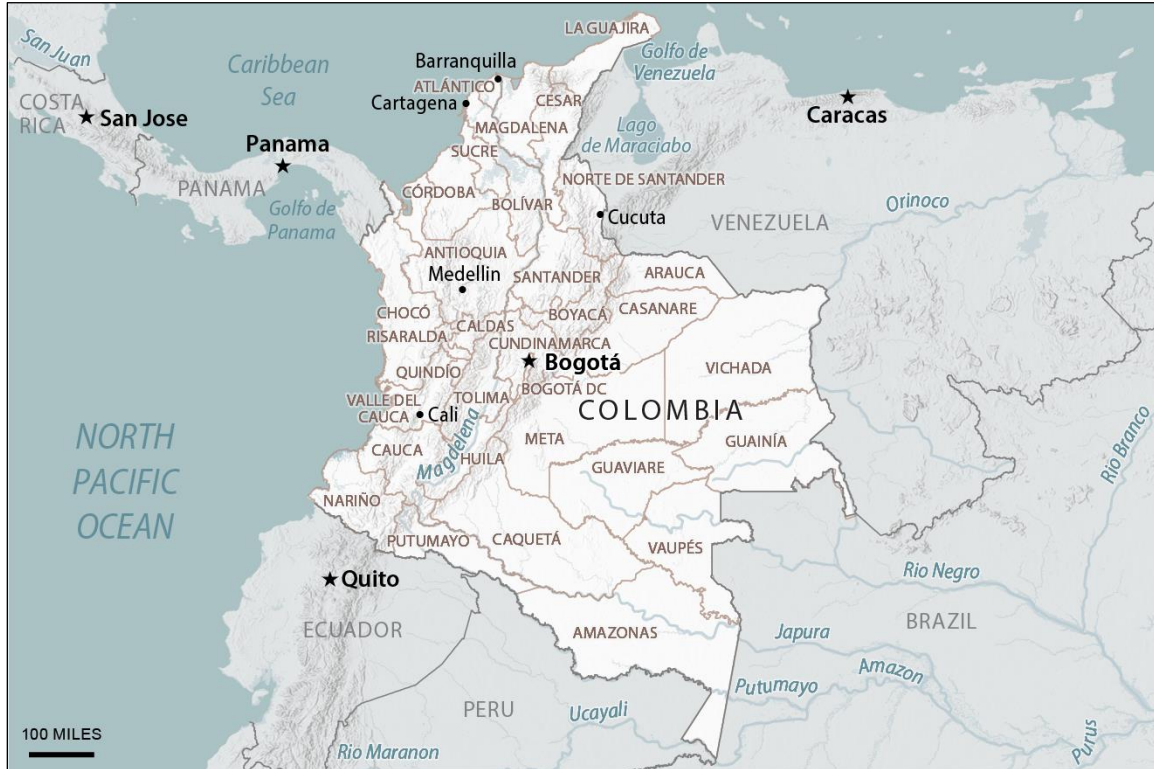 LA GUAJIRA
San Juan
Golfo de
Venezuela
Caribbean
Sea
Barranquilla
ATLÁNTICO
Cartagena
CESAR
COSTA
RICA
San Jose
Caracas
MAGDALENA
Lago
de Maraciabo
Panama
SUCRE
PANAMA
NORTE DE SANTANDER
CÓRDOBA
BOLÍVAR
Golfo de
Panama
Cucuta
VENEZUELA
Orinoco
ANTIOQUIA
Medellin
SANTANDER
ARAUCA
CHOCÓ
BOYACÁ
CASANARE
RISARALDA
CALDAS
CUNDINAMARCA
Bogotá
QUINDÍO
BOGOTÁ DC
VICHADA
VALLE DEL
CAUCA
Cali
TOLIMA
COLOMBIA
NORTH
PACIFIC
OCEAN
CAUCA
Magdelena
HUILA
META
GUAINÍA
GUAVIARE
Rio Branco
NARIÑO
PUTUMAYO
CAQUETÁ
VAUPÉS
Quito
Rio Negro
ECUADOR
AMAZONAS
Japura
BRAZIL
Amazon
Putumayo
PERU
Ucayali
Purus
100 MILES
Rio Maranon